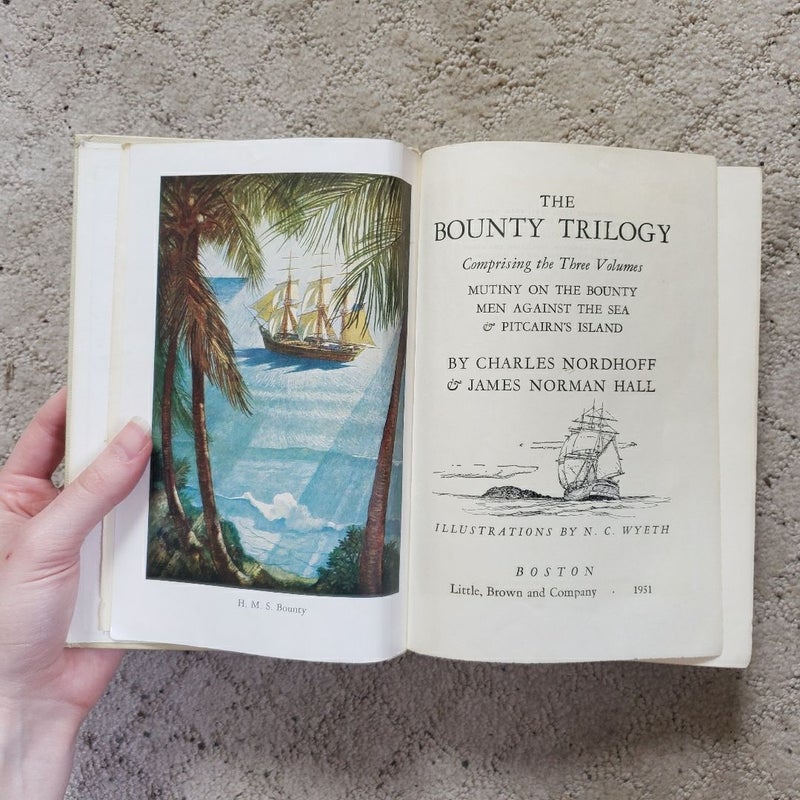 H. M. S. Bounty
THE
BOUNTY TRILOGY
Comprising the Three Volumes
MUTINY ON THE BOUNTY
MEN AGAINST THE SEA
& PITCAIRN'S ISLAND
BY CHARLES NORDHOFF
& JAMES NORMAN HALL
ILLUSTRATIONS BY N. C. WYETH
BOSTON
Little, Brown and Company · 1951